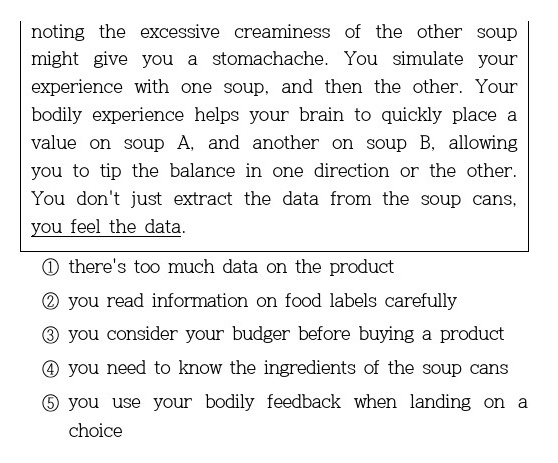 noting the excessive creaminess of the other soup
might give you a stomachache. You simulate your
experience with one soup, and then the other. Your
bodily experience helps your brain to quickly place a
value on soup A, and another on soup B, allowing
you to tip the balance in one direction or the other.
You don't just extract the data from the soup cans,
you feel the data.
① there's too much data on the product
② you read information on food labels carefully
③ you consider your budger before buying a product
④ you need to know the ingredients of the soup cans
⑤ you use your bodily feedback when landing on a
choice